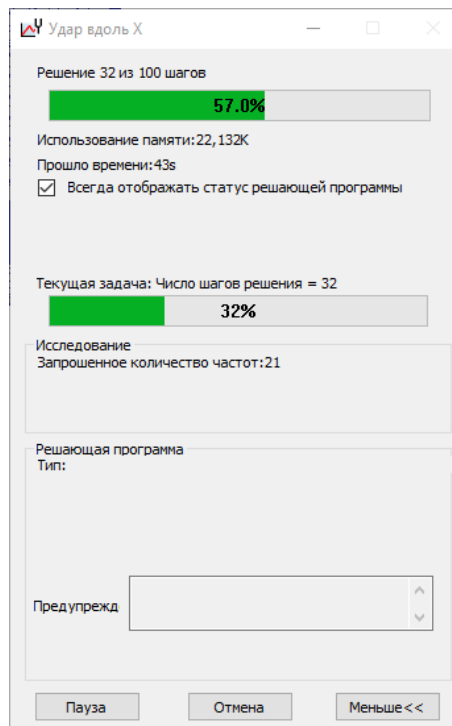 Удар вдоль X
Решение 32 из 100 шагов
57.0%
Использование памяти:22,132K
Прошло времени:43s
Всегда отображать статус решающей программы
Текущая задача: Число шагов решения = 32
32%
Исследование
Запрошенное количество частот:21
Решающая программа
Тип:
Предупрежд
Пауза
Отмена
Меньше<<